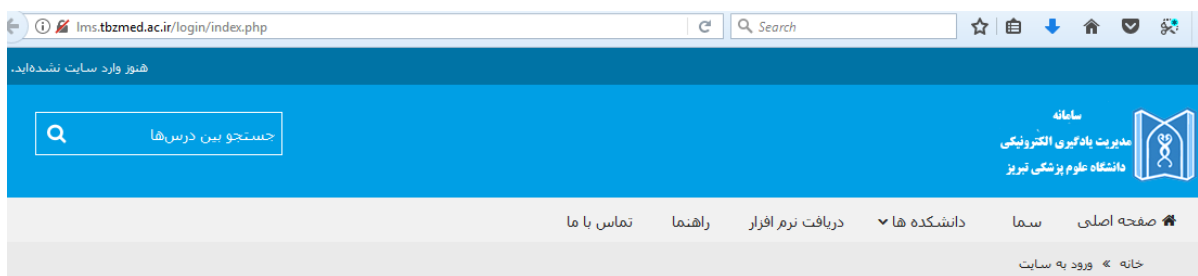 lms.tbzmed.ac.ir/login/index.php
Search
هنوز وارد سایت نشده‌اید.
سامانه
مدیریت یادگیری الکترونیکی
دانشگاه علوم پزشکی تبریز
جستجو بین درس‌ها
صفحه اصلی سما دانشکده ها دریافت نرم افزار راهنما تماس با ما
خانه » ورود به سایت